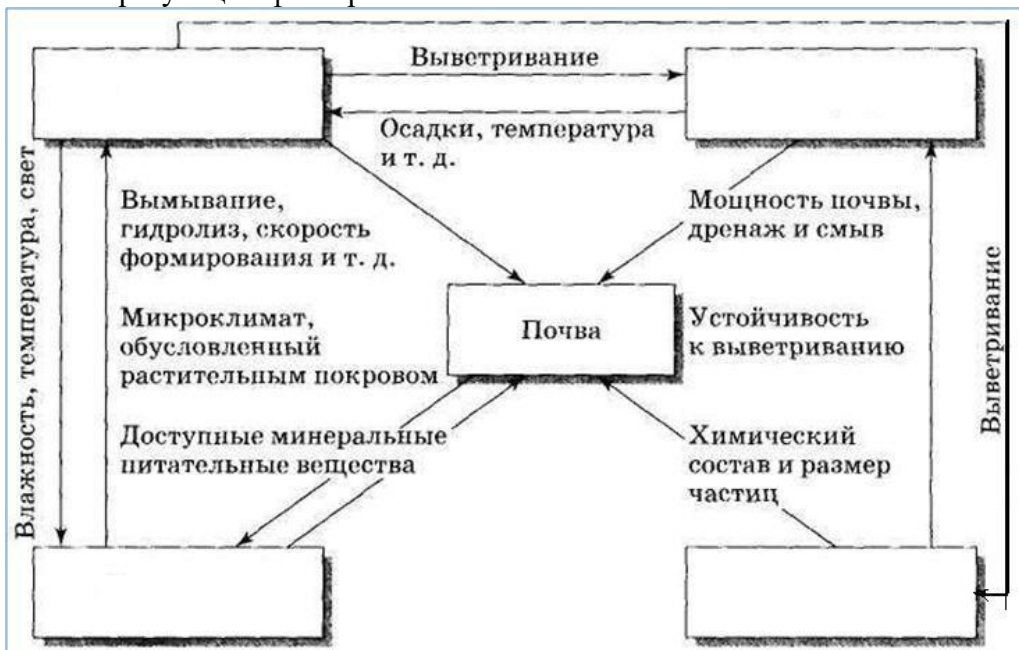 Выветривание
Осадки, температура
и т. д.
Вымывание,
гидролиз, скорость
формирования и т. д.
Мощность почвы,
дренаж и смыв
Влажность, температура, свет
Почва
Микроклимат,
обусловленный
растительным покровом
Устойчивость
к выветриванию
Выветривание
Доступные минеральные
питательные вещества
Химический
состав и размер
частиц